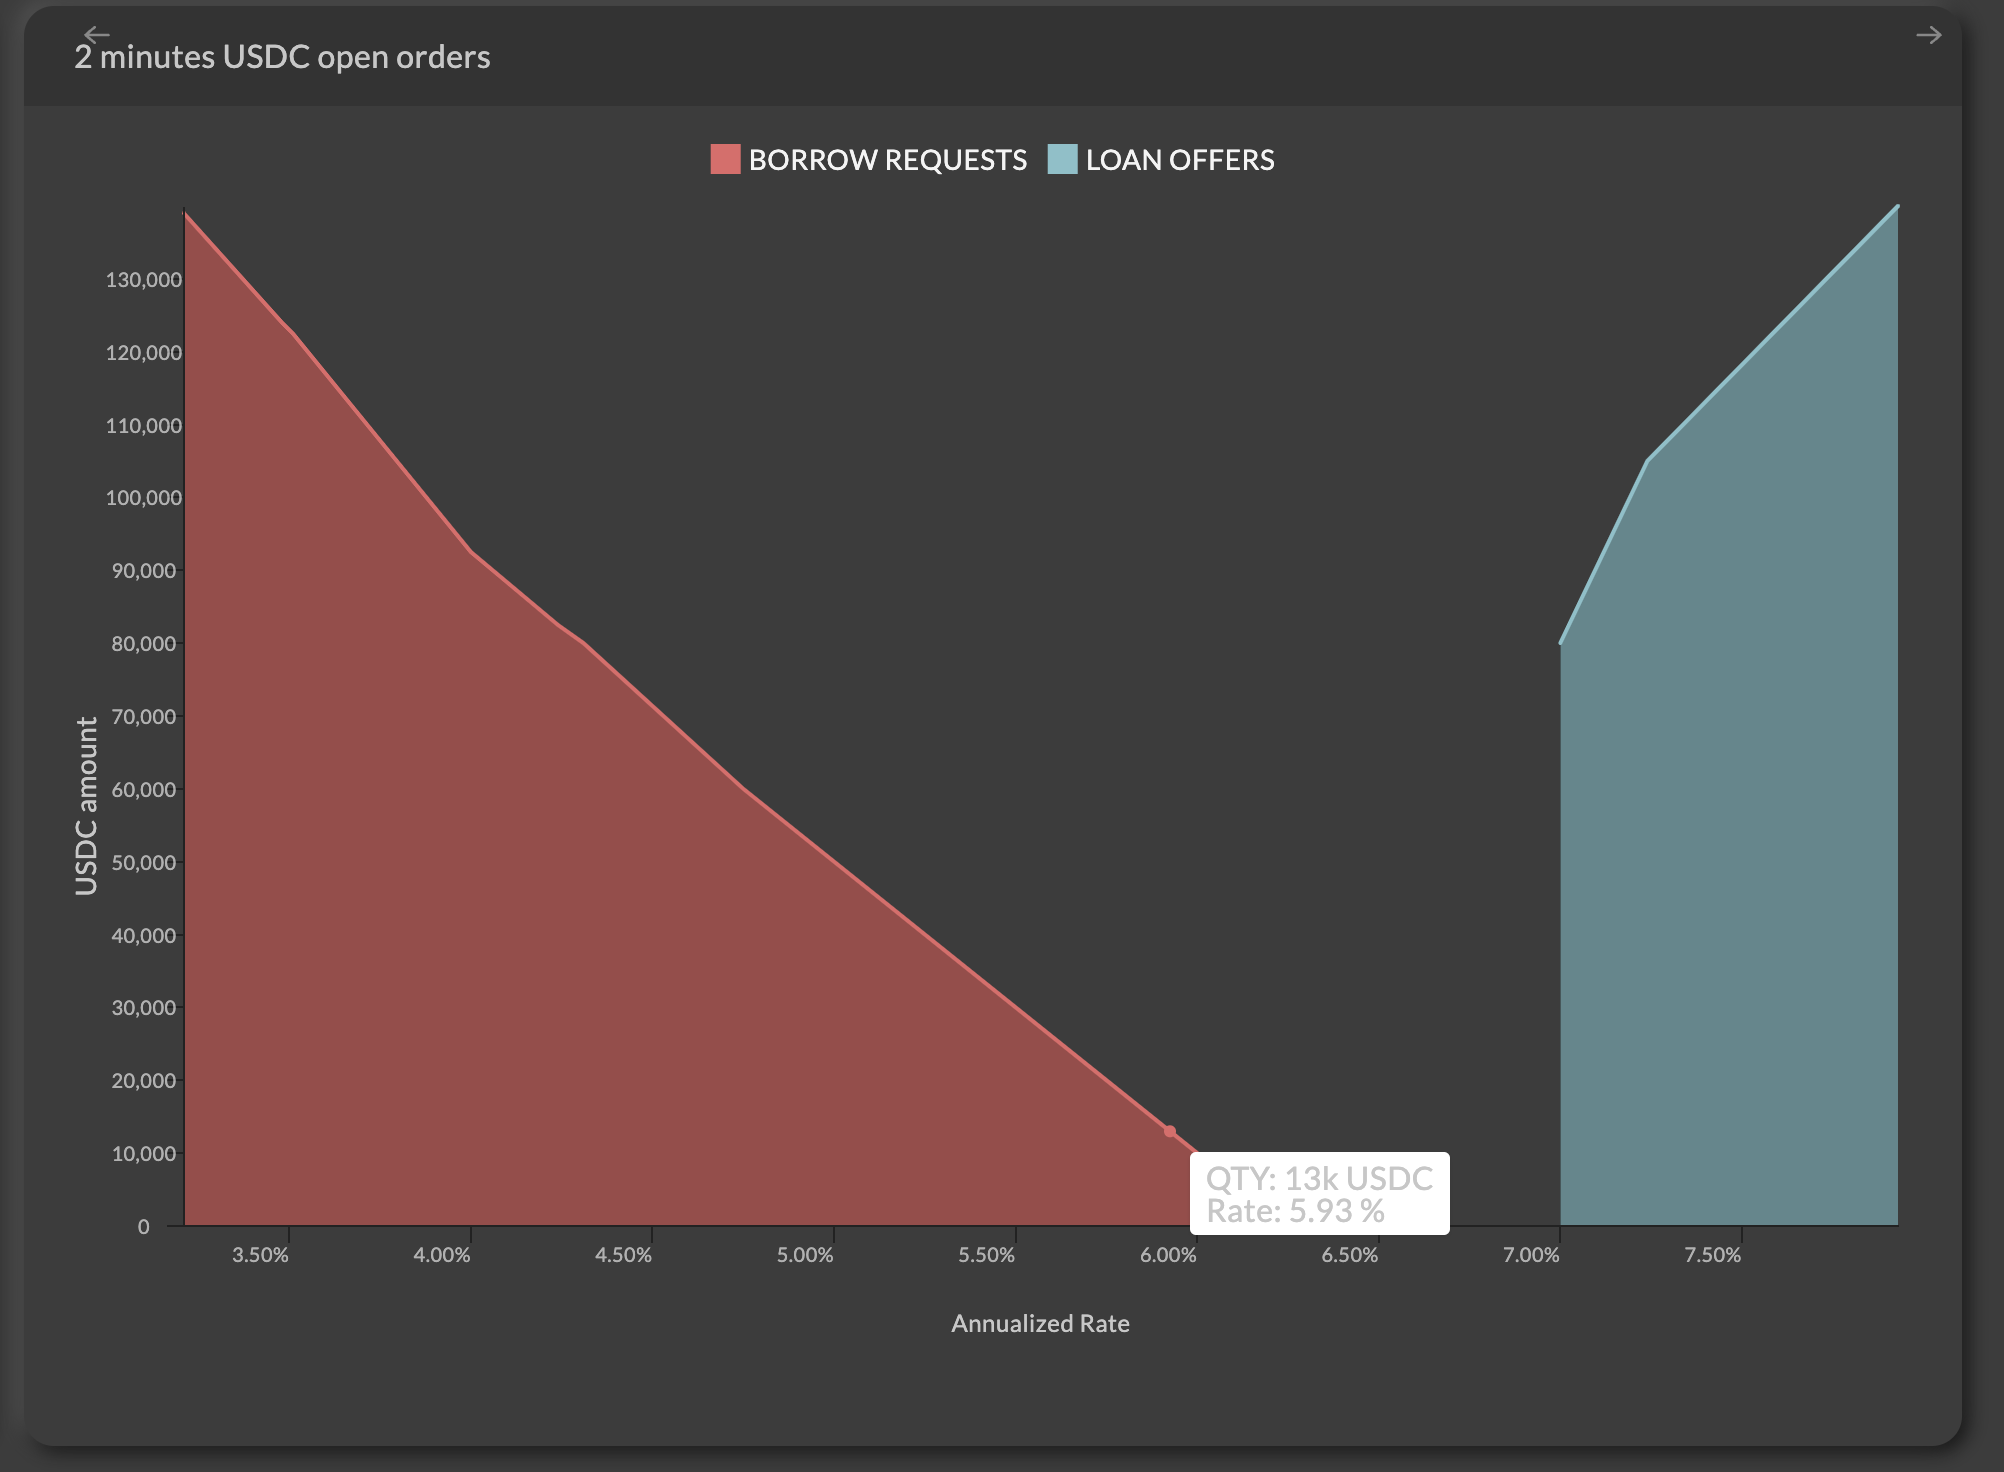 2 minutes USDC open orders
BORROW REQUESTS LOAN OFFERS
130,000
120,000
110,000
100,000
90,000
80,000
70,000
60,000
50,000
40,000
30,000
20,000
10,000
0
USDC amount
QTY: 13k USDC
Rate: 5.93 %
3.50% 4.00% 4.50% 5.00% 5.50% 6.00% 6.50% 7.00% 7.50%
Annualized Rate